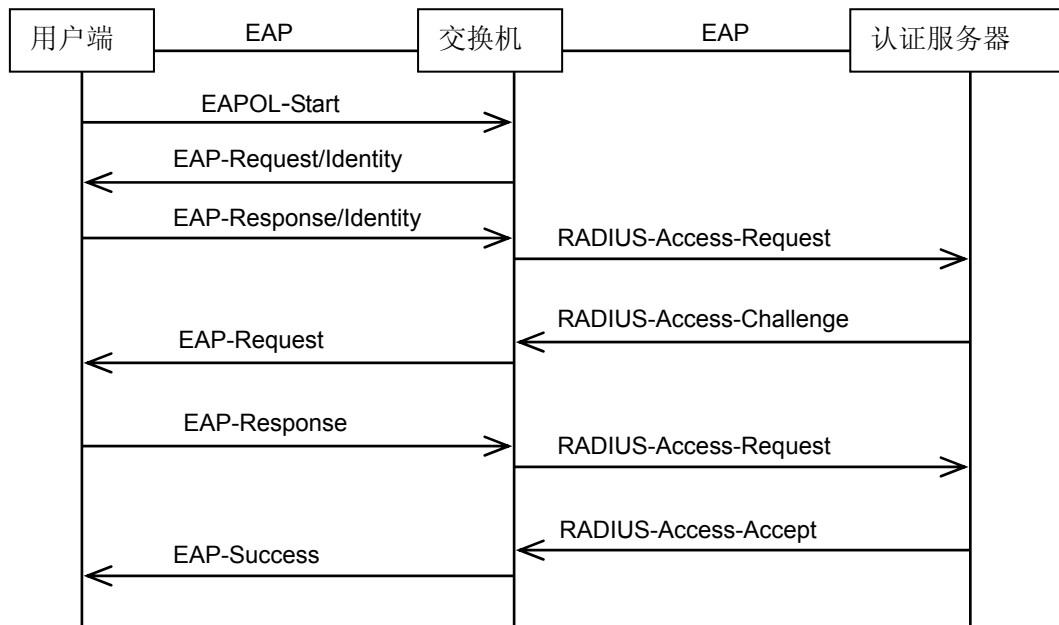 用户端
EAP
交换机
EAP
认证服务器
EAPOL-Start
EAP-Request/Identity
EAP-Response/Identity
RADIUS-Access-Request
RADIUS-Access-Challenge
EAP-Request
EAP-Response
RADIUS-Access-Request
RADIUS-Access-Accept
EAP-Success